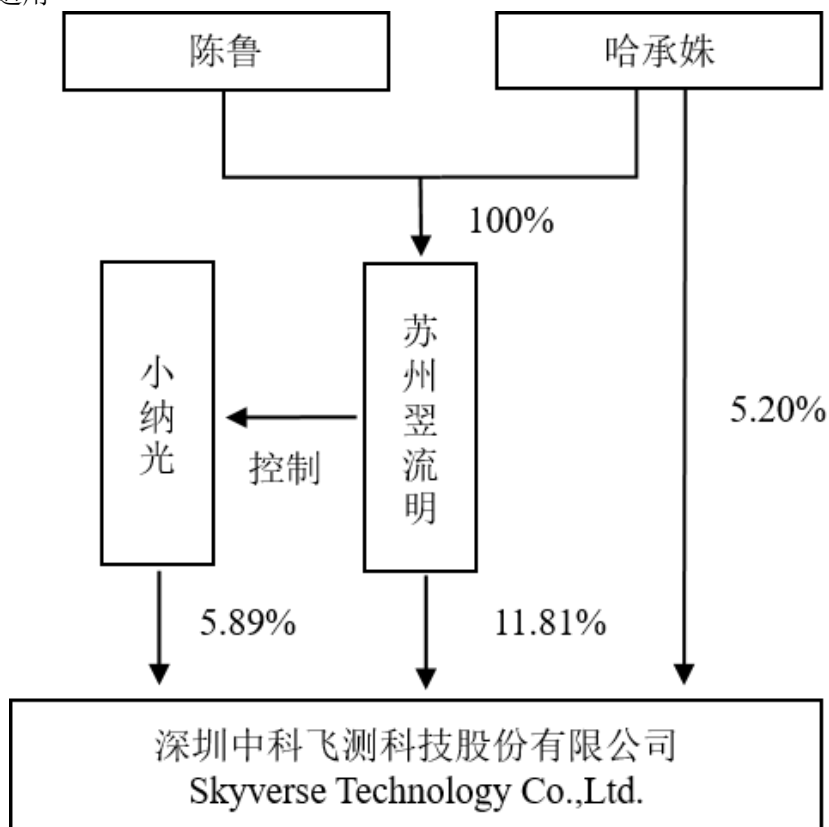 陈鲁
哈承姝
100%
小纳光
苏州翌流明
控制
5.20%
5.89%
11.81%
深圳中科飞测科技股份有限公司
Skyverse Technology Co.,Ltd.